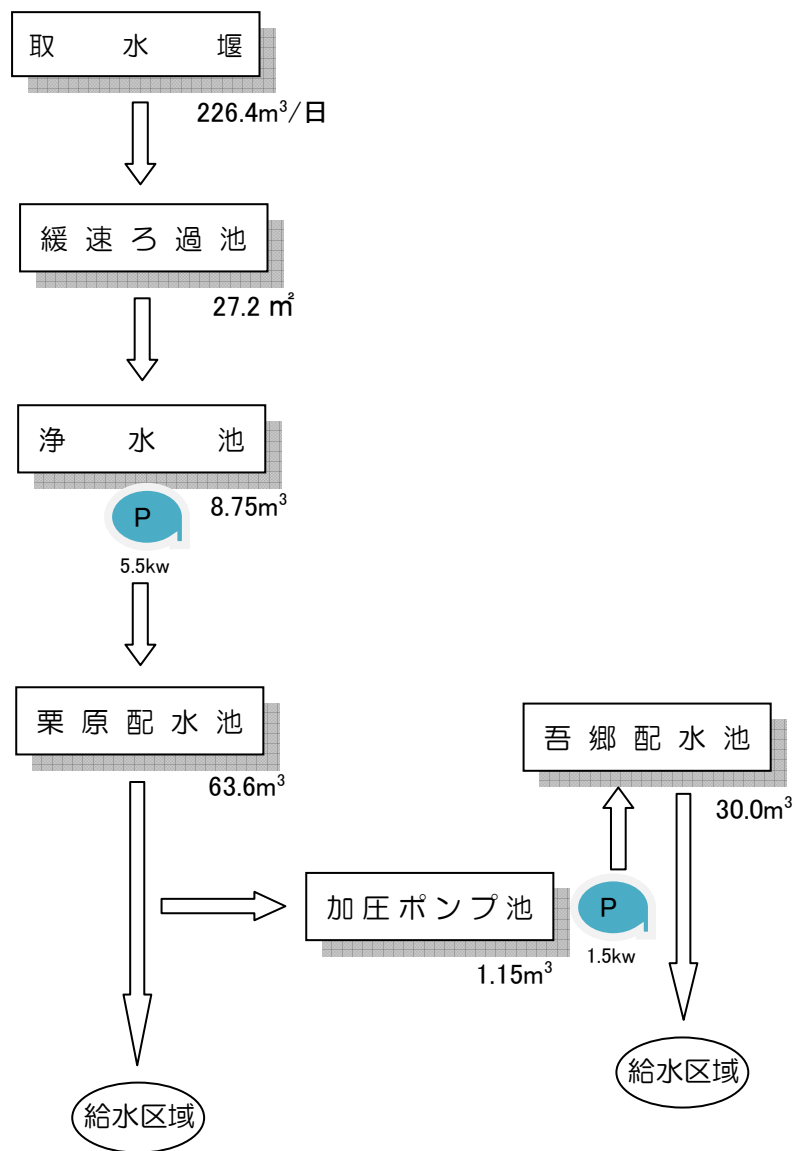 取水堰
226.4m³/日
緩速ろ過池
27.2 ㎡
浄水池
8.75m³
P
5.5kw
栗原配水池
63.6m³
吾郷配水池
30.0m³
加圧ポンプ池
1.15m³
P
1.5kw
給水区域
給水区域